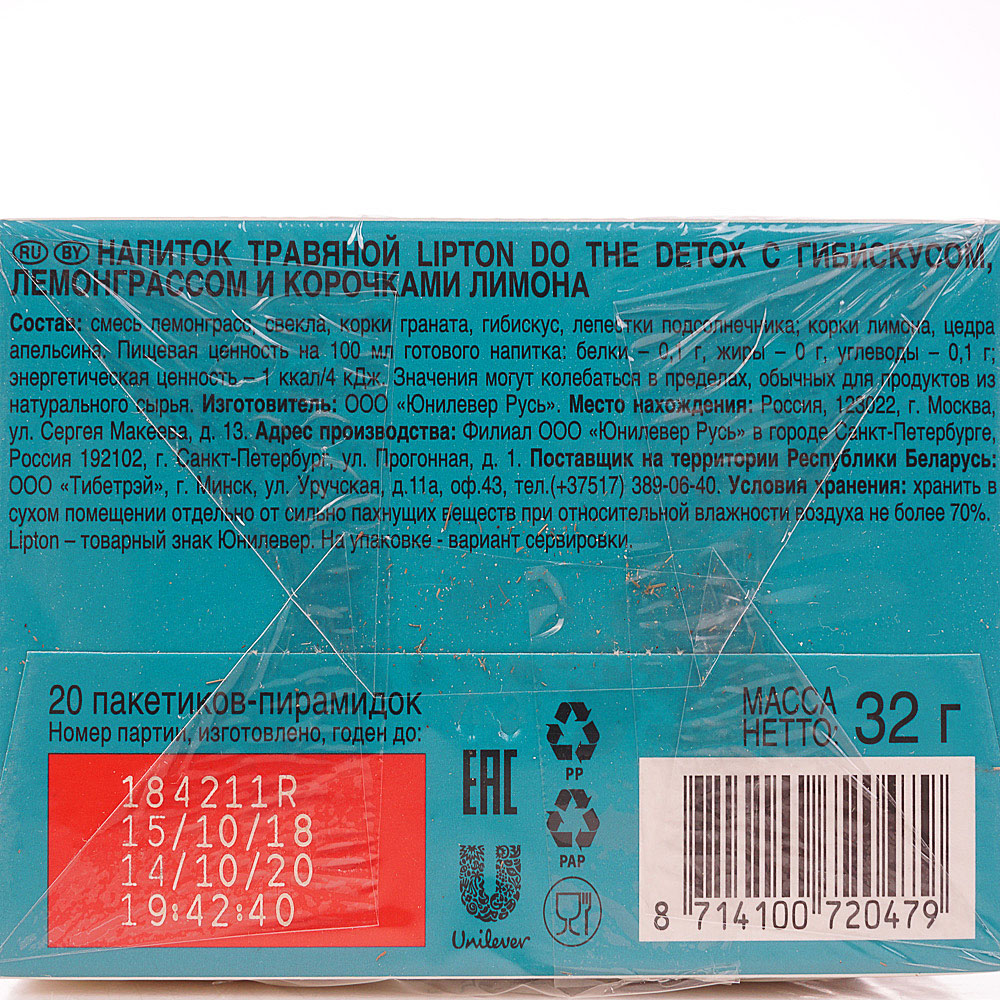 RU BY НАПИТОК ТРАВЯНОЙ LIPTON DO THE DETOX С ГИБИСКУСОМ,
ЛЕМОНГРАССОМ И КОРОЧКАМИ ЛИМОНА
Состав: смесь лемонграсс, свекла, корки граната, гибискус, лепестки подсолнечника; корки лимона, цедра
апельсина. Пищевая ценность на 100 мл готового напитка: белки – 0,1 г, жиры – 0 г, углеводы – 0,1 г;
энергетическая ценность – 1 ккал/4 кДж. Значения могут колебаться в пределах, обычных для продуктов из
натурального сырья. Изготовитель: ООО «Юнилевер Русь». Место нахождения: Россия, 123022, г. Москва,
ул. Сергея Макеева, д. 13. Адрес производства: Филиал ООО «Юнилевер Русь» в городе Санкт-Петербурге,
Россия 192102, г. Санкт-Петербург, ул. Прогонная, д. 1. Поставщик на территории Республики Беларусь:
ООО «Тибетрэй», г. Минск, ул. Уручская, д.11а, оф.43, тел.(+37517) 389-06-40. Условия хранения: хранить в
сухом помещении отдельно от сильно пахнущих веществ при относительной влажности воздуха не более 70%.
Lipton – товарный знак Юнилевер. На упаковке - вариант сервировки.
20 пакетиков-пирамидок
Номер партии, изготовлено, годен до:
184211R
15/10/18
14/10/20
19:42:40
EAC
Unilever
PP
PAP
МАССА
НЕТТО: 32 г
8 714100 720479